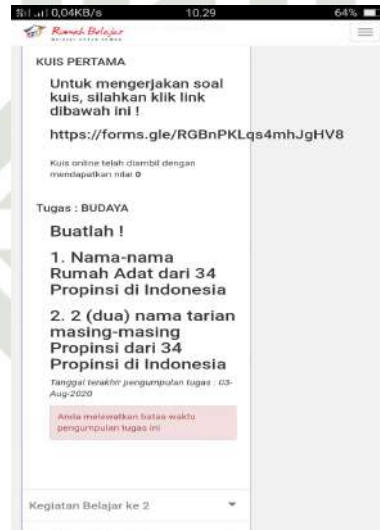 0,04KB/s 10.29 64%
Rumah Belajar
KUIS PERTAMA
Untuk mengerjakan soal
kuis, silahkan klik link
dibawah ini !
https://forms.gle/RGBnPKLqs4mhJgHV8
Kuis online telah diambil dengan
mendapatkan nilai 0
Tugas : BUDAYA
Buatlah !
1. Nama-nama
Rumah Adat dari 34
Propinsi di Indonesia
2. 2 (dua) nama tarian
masing-masing
Propinsi dari 34
Propinsi di Indonesia
Tanggal terakhir pengumpulan tugas : 03-
Aug-2020
Anda melewatkan batas waktu
pengumpulan tugas ini
Kegiatan Belajar ke 2